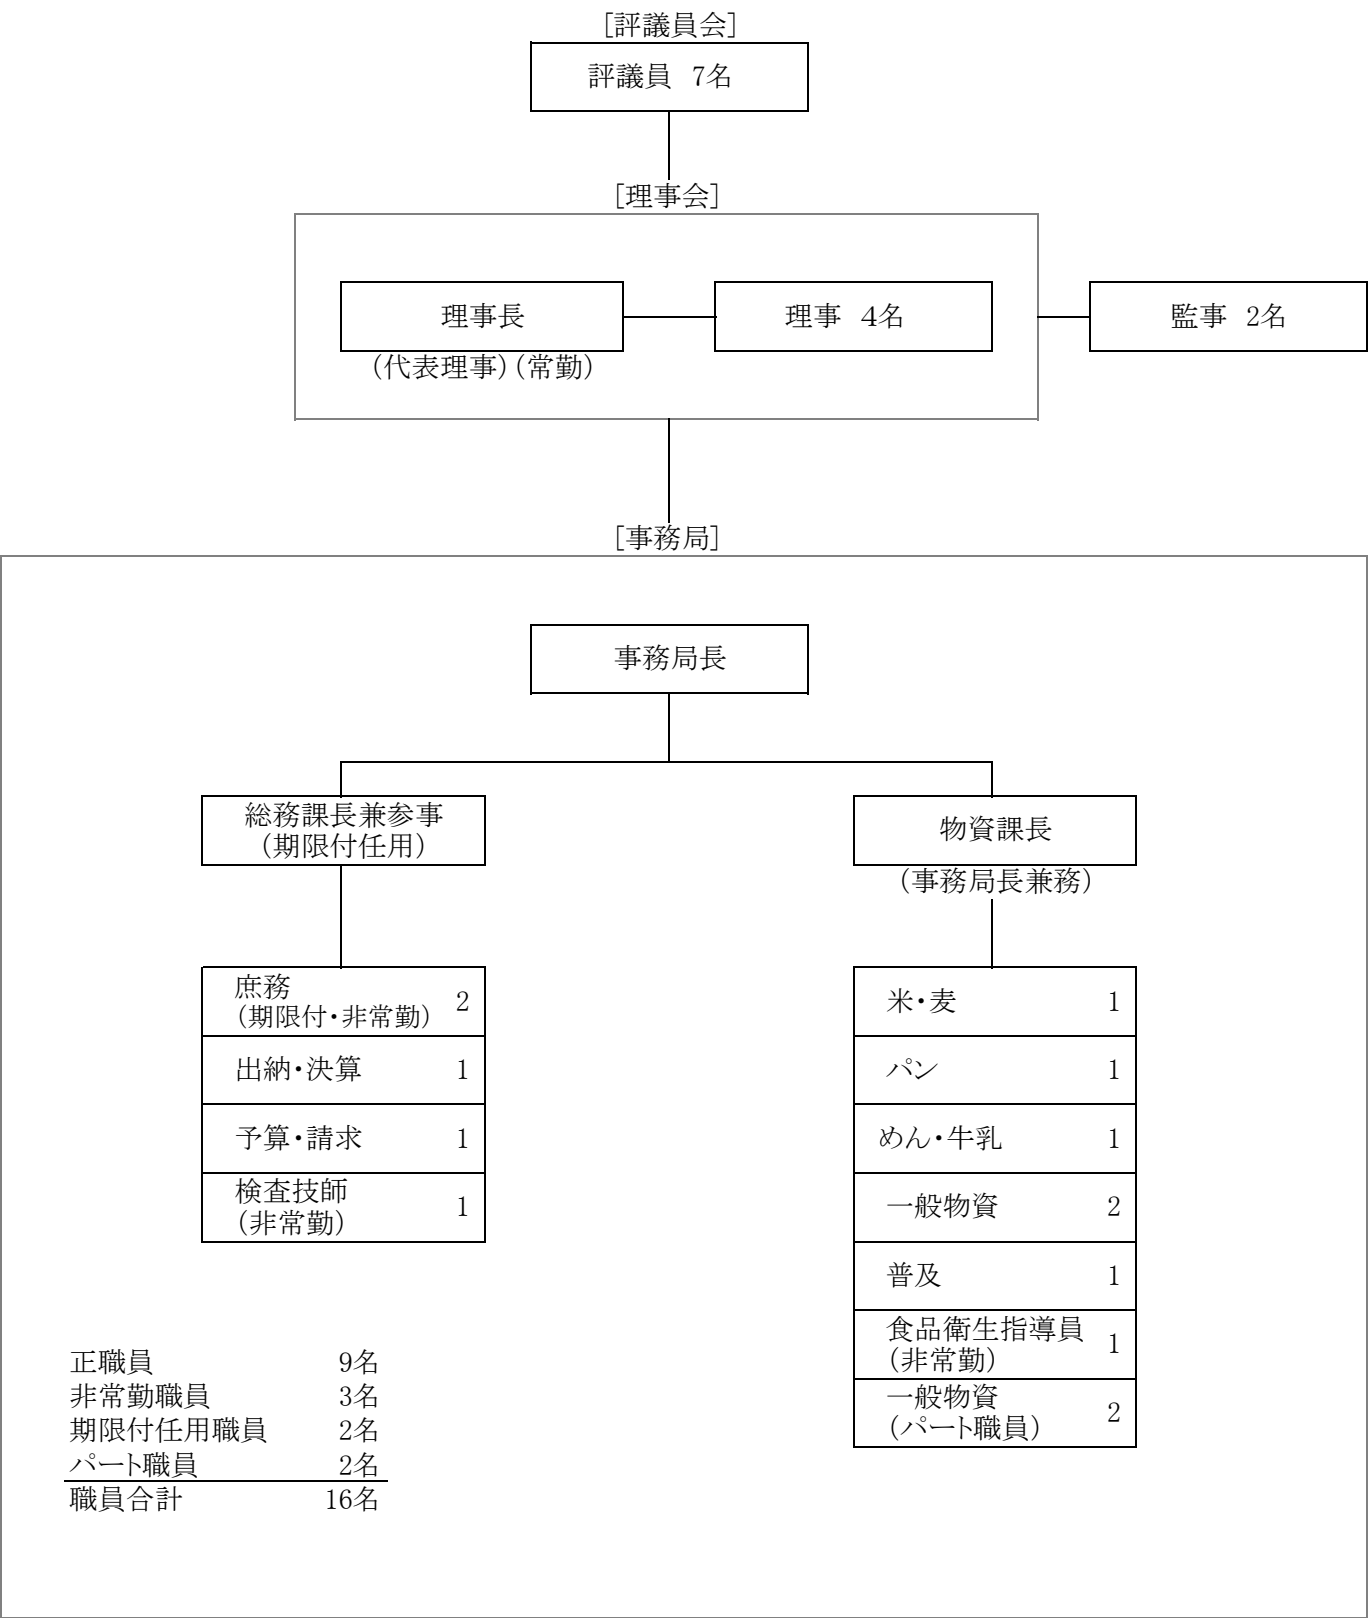 [評議員会]
評議員 7名
[理事会]
理事長
(代表理事)(常勤)
理事 4名
監事 2名
[事務局]
事務局長
総務課長兼参事
(期限付任用)
物資課長
(事務局長兼務)
庶務
(期限付・非常勤) 2
出納・決算 1
予算・請求 1
検査技師
(非常勤) 1
米・麦 1
パン 1
めん・牛乳 1
一般物資 2
普及 1
食品衛生指導員
(非常勤) 1
一般物資
(パート職員) 2
正職員 9名
非常勤職員 3名
期限付任用職員 2名
パート職員 2名
職員合計 16名